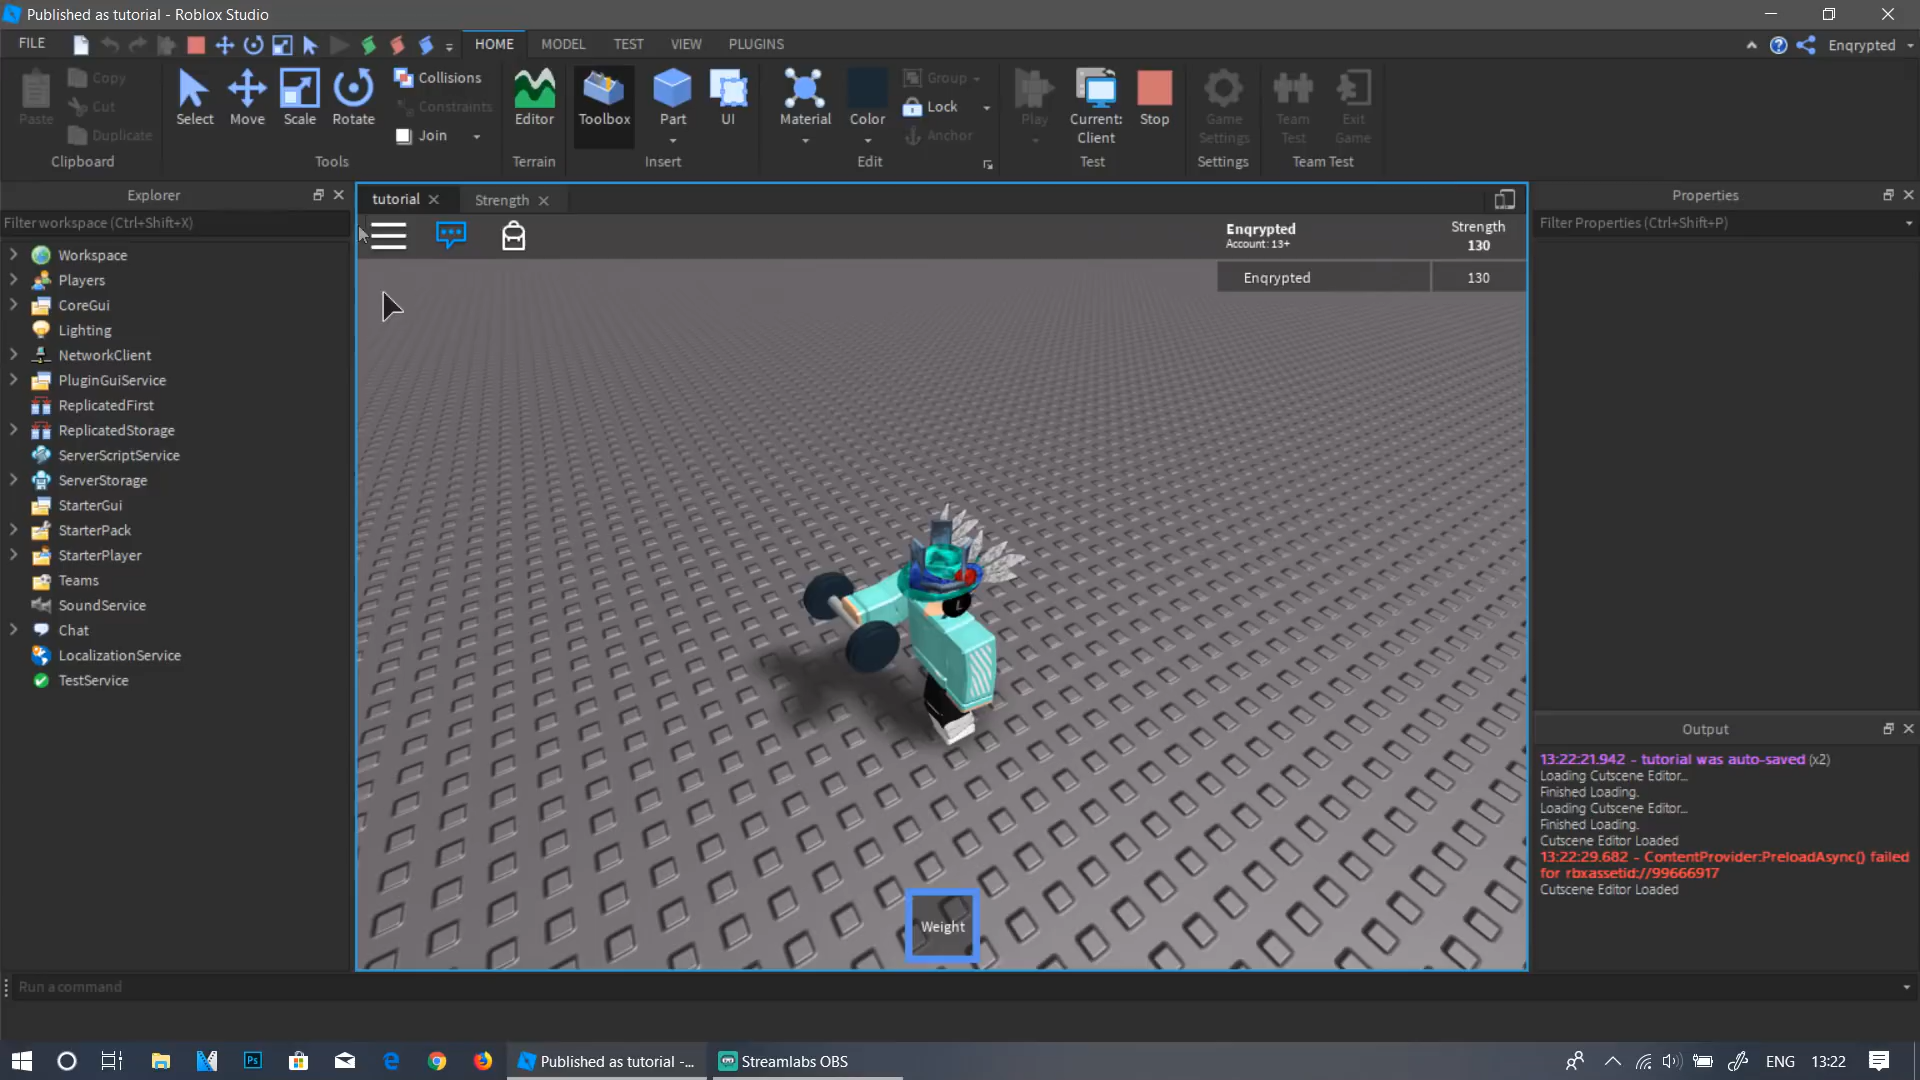 Published as tutorial - Roblox Studio
FILE
HOME
MODEL
TEST
VIEW
PLUGINS
Enqrypted
Paste
Copy
Cut
Duplicate
Clipboard
Select
Move
Scale
Rotate
Collisions
Constraints
Join
Tools
Editor
Terrain
Toolbox
Part
UI
Insert
Material
Color
Group
Lock
Anchor
Edit
Play
Current:
Client
Stop
Test
Game
Settings
Settings
Team
Test
Exit
Game
Team Test
Explorer
Filter workspace (Ctrl+Shift+X)
Workspace
Players
CoreGui
Lighting
NetworkClient
PluginGuiService
ReplicatedFirst
ReplicatedStorage
ServerScriptService
ServerStorage
StarterGui
StarterPack
StarterPlayer
Teams
SoundService
Chat
LocalizationService
TestService
tutorial
Strength
Enqrypted
Account: 13+
Strength
130
Enqrypted
130
L
Weight
Properties
Filter Properties (Ctrl+Shift+P)
Output
13:22:21.942 - tutorial was auto-saved (x2)
Loading Cutscene Editor...
Finished Loading.
Loading Cutscene Editor...
Finished Loading.
Cutscene Editor Loaded
13:22:29.682 - ContentProvider:PreloadAsync() failed
for rbxassetid://99666917
Cutscene Editor Loaded
Run a command
Ps
Published as tutorial -...
Streamlabs OBS
ENG
13:22